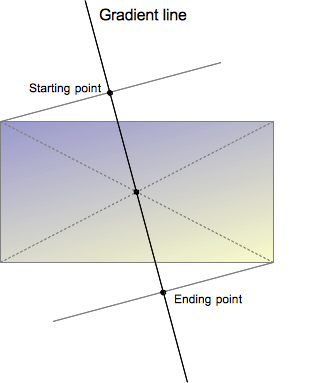 Gradient line
Starting point
Ending point